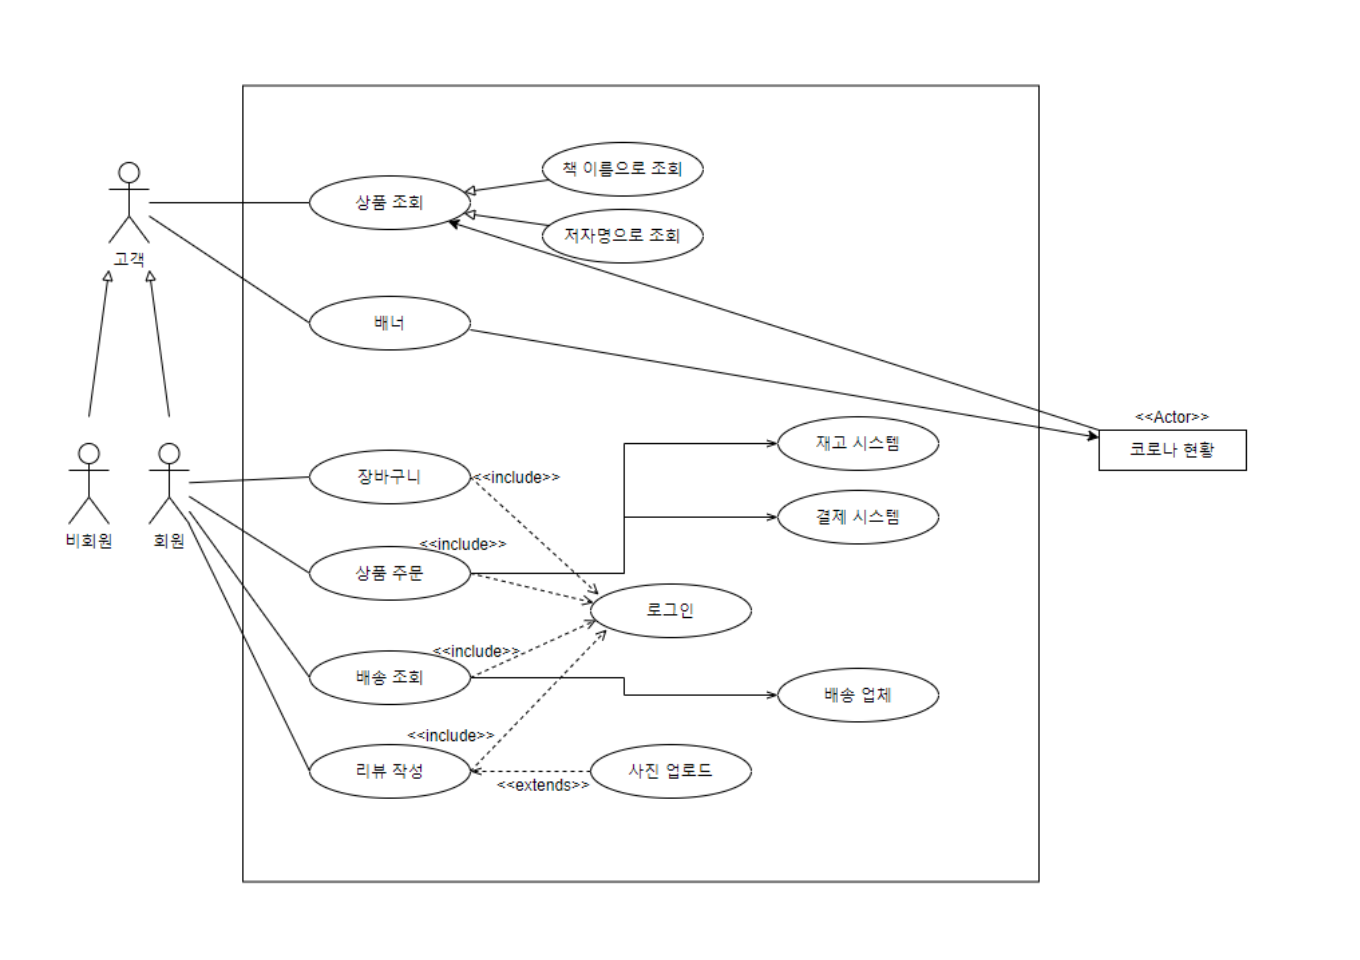 책 이름으로 조회
상품 조회
저자명으로 조회
고객
배너
<<Actor>>
코로나 현황
재고 시스템
장바구니
<<include>>
결제 시스템
비회원
회원
<<include>>
상품 주문
로그인
<<include>>
배송 조회
배송 업체
<<include>>
리뷰 작성
사진 업로드
<<extends>>